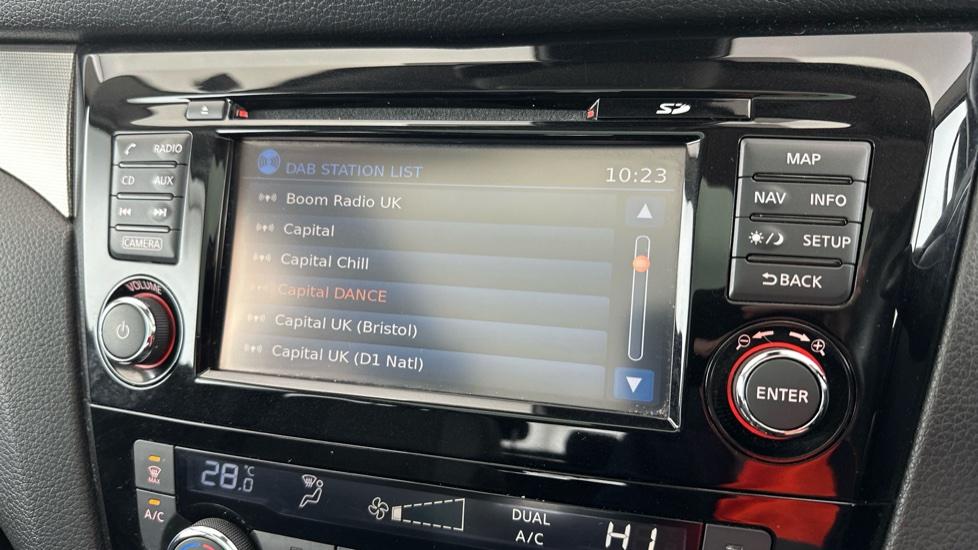 SD
RADIO
CD AUX
CAMERA
VOLUME
DAB STATION LIST 10:23
Boom Radio UK
Capital
Capital Chill
Capital DANCE
Capital UK (Bristol)
Capital UK (D1 Natl)
MAP
NAV INFO
SETUP
BACK
ENTER
MAX
A/C
28.0 °C
DUAL
A/C
HI